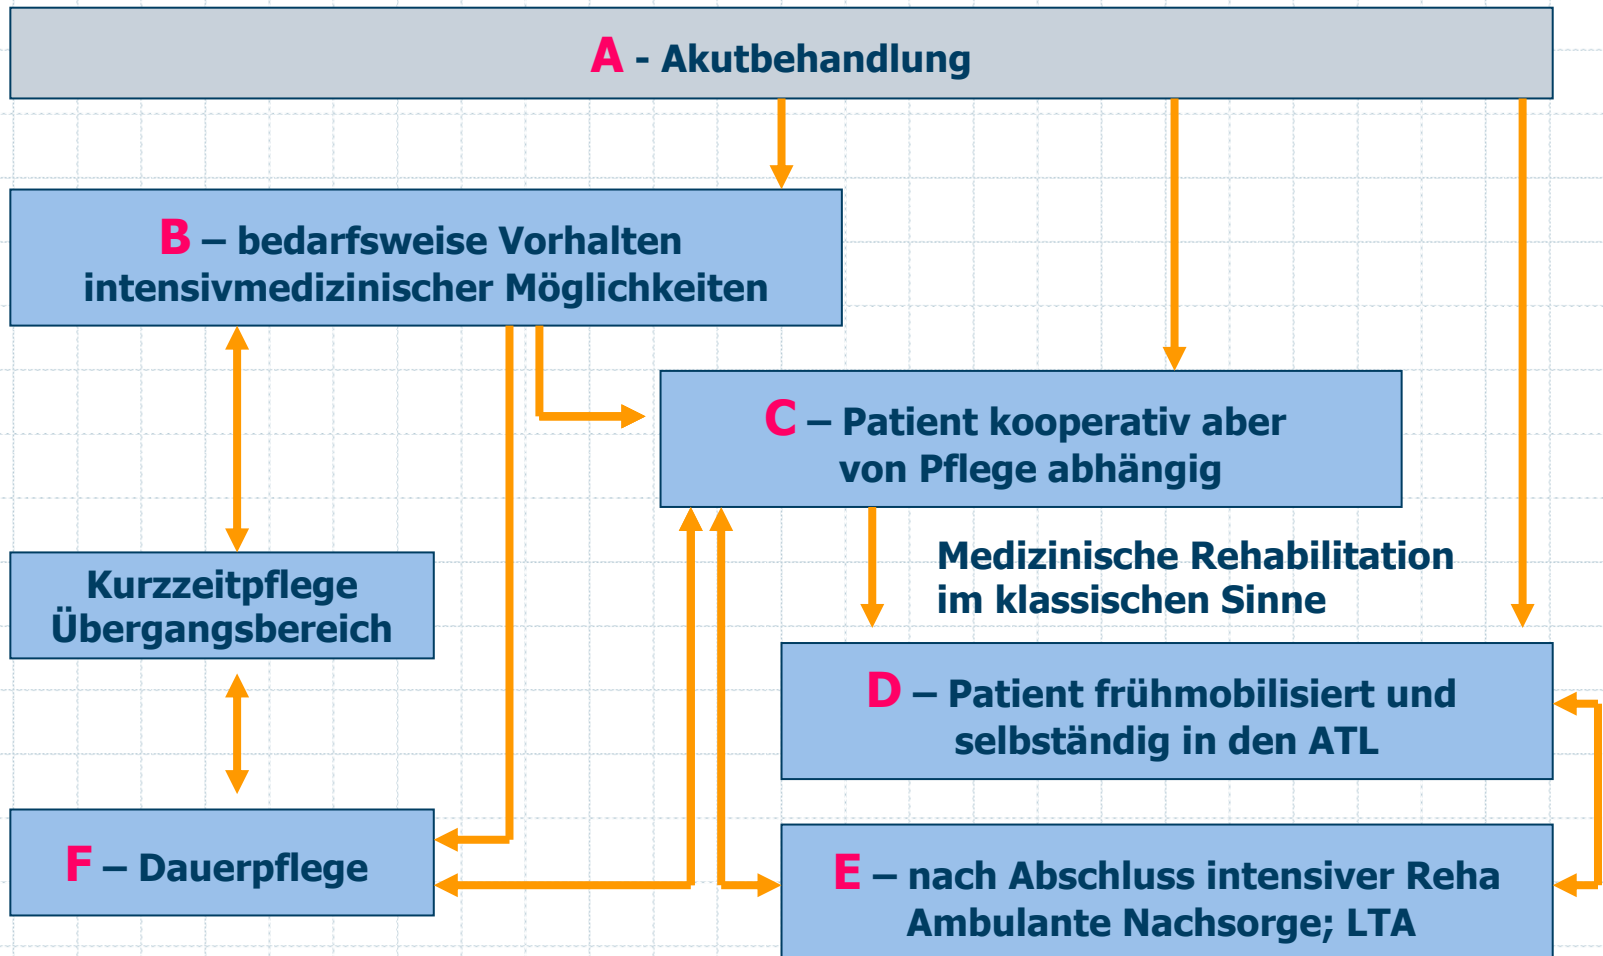 A - Akutbehandlung
B – bedarfsweise Vorhalten
intensivmedizinischer Möglichkeiten
C – Patient kooperativ aber
von Pflege abhängig
Kurzzeitpflege
Übergangsbereich
Medizinische Rehabilitation
im klassischen Sinne
D – Patient frühmobilisiert und
selbständig in den ATL
F – Dauerpflege
E – nach Abschluss intensiver Reha
Ambulante Nachsorge; LTA